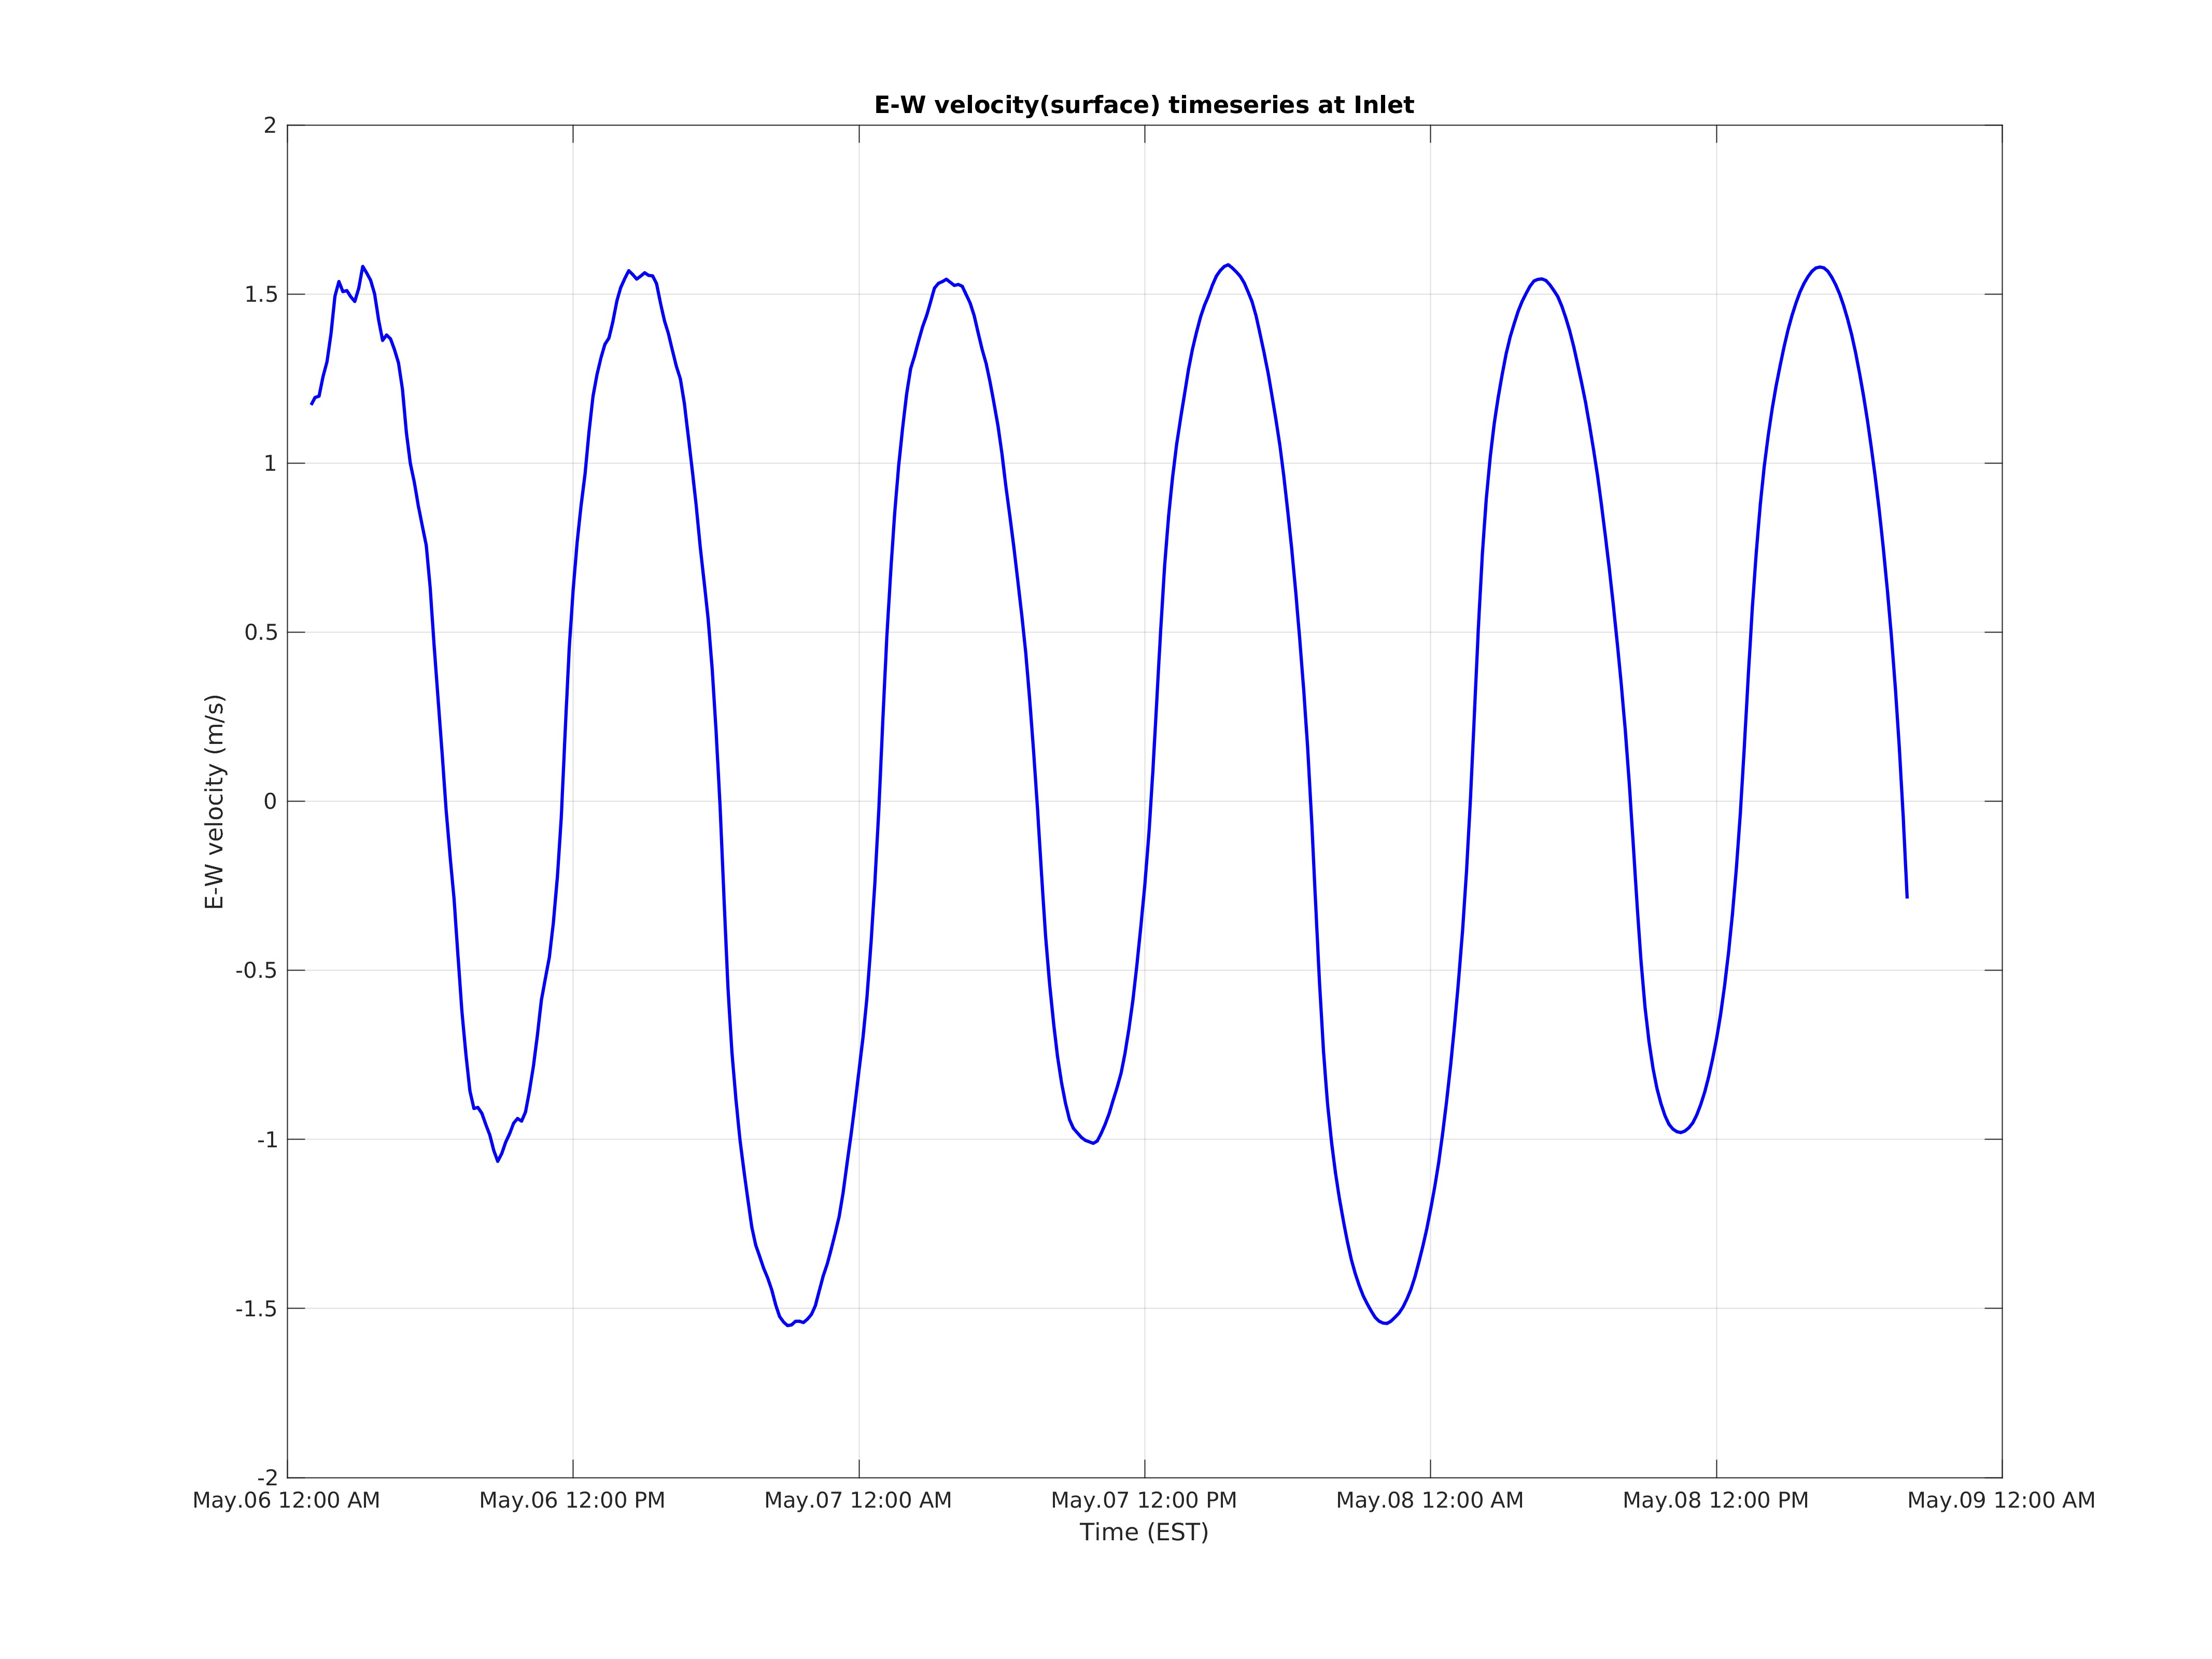 E-W velocity(surface) timeseries at Inlet
2
1.5
1
0.5
0
-0.5
-1
-1.5
-2
E-W velocity (m/s)
May.06 12:00 AM
May.06 12:00 PM
May.07 12:00 AM
May.07 12:00 PM
May.08 12:00 AM
May.08 12:00 PM
May.09 12:00 AM
Time (EST)